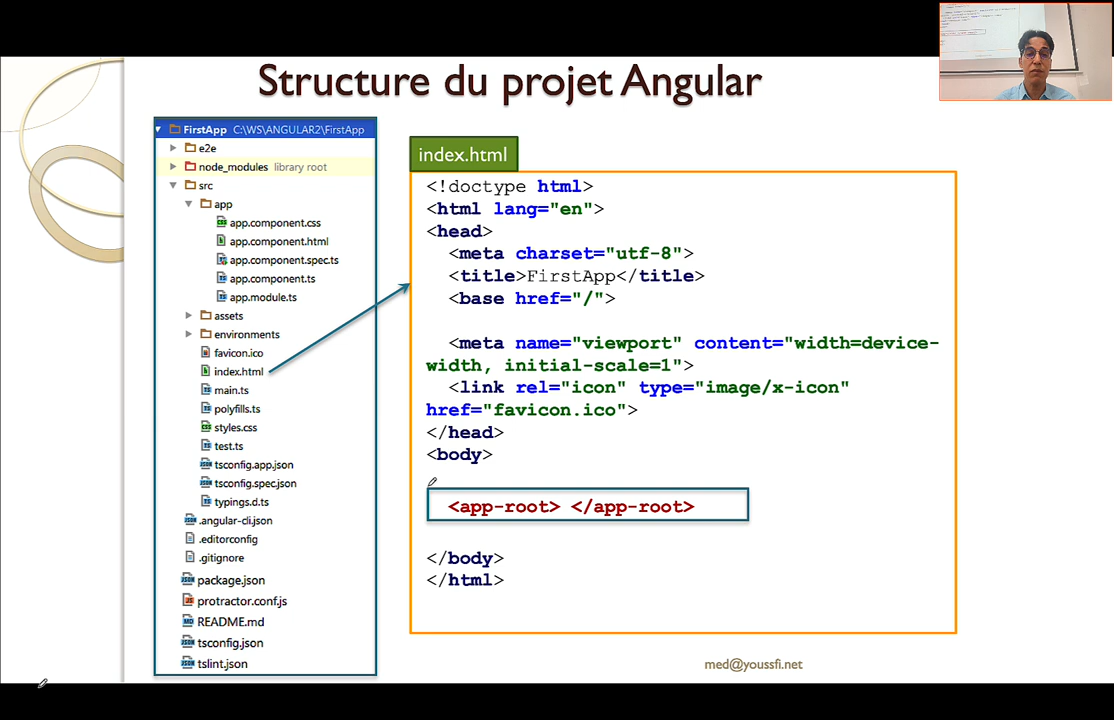 Structure du projet Angular
FirstApp C:\WS\ANGULAR2\FirstApp
e2e
node_modules library root
src
app
app.component.css
app.component.html
app.component.spec.ts
app.component.ts
app.module.ts
assets
environments
favicon.ico
index.html
main.ts
polyfills.ts
styles.css
test.ts
tsconfig.app.json
tsconfig.spec.json
typings.d.ts
.angular-cli.json
.editorconfig
.gitignore
package.json
protractor.conf.js
README.md
tsconfig.json
tslint.json
index.html
<!doctype html>
<html lang="en">
<head>
<meta charset="utf-8">
<title>FirstApp</title>
<base href="/">
<meta name="viewport" content="width=device-
width, initial-scale=1">
<link rel="icon" type="image/x-icon"
href="favicon.ico">
</head>
<body>
<app-root> </app-root>
</body>
</html>
med@youssfi.net